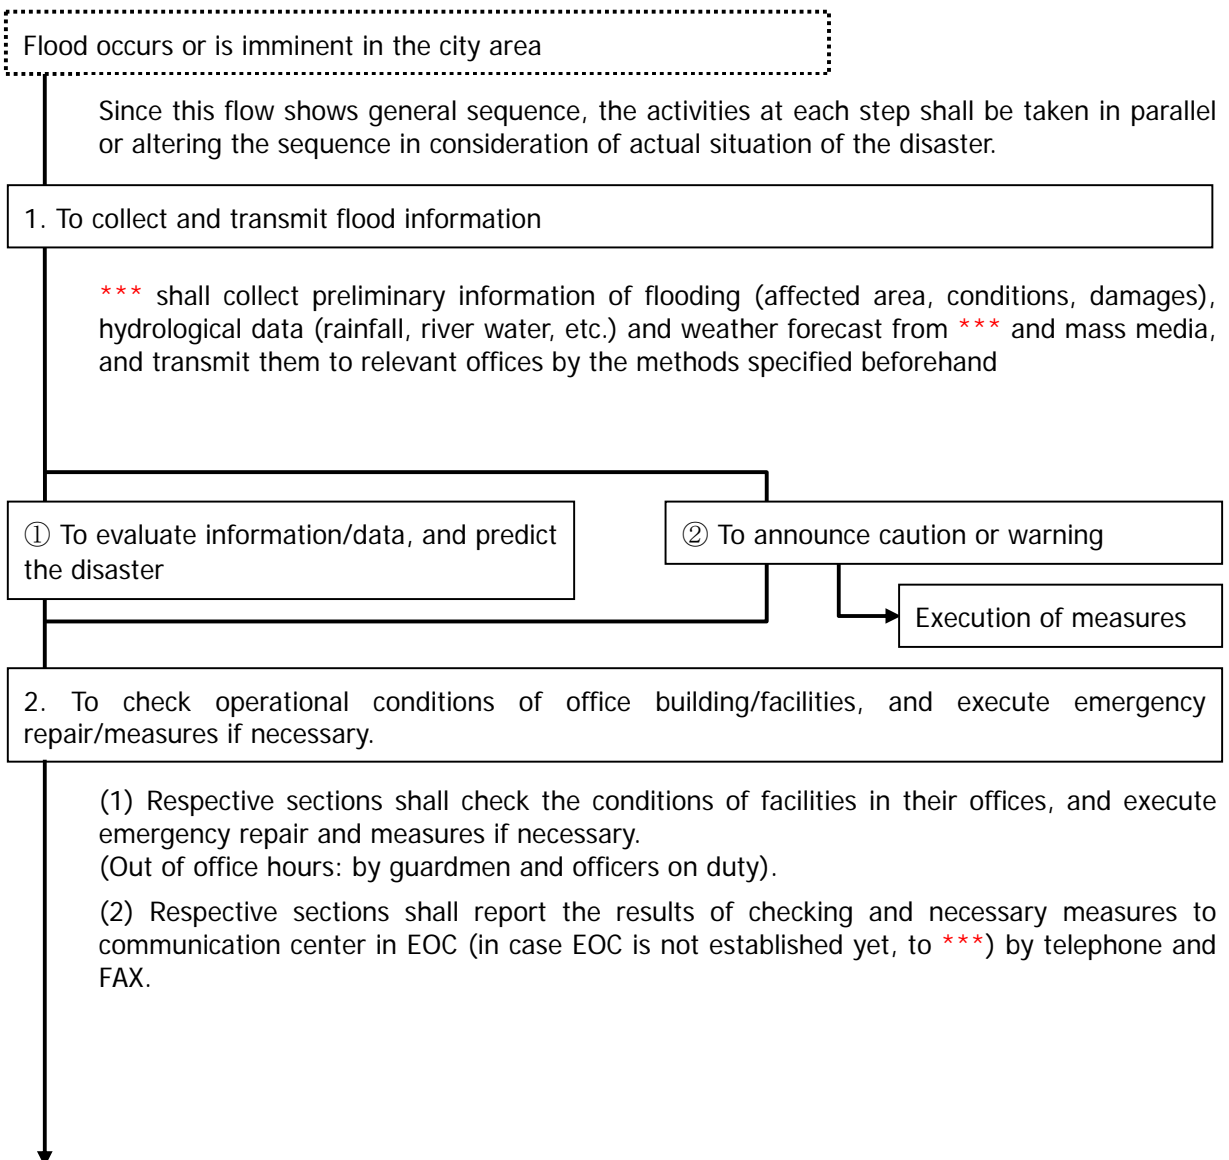 Flood occurs or is imminent in the city area
Since this flow shows general sequence, the activities at each step shall be taken in parallel
or altering the sequence in consideration of actual situation of the disaster.
1. To collect and transmit flood information
*** shall collect preliminary information of flooding (affected area, conditions, damages),
hydrological data (rainfall, river water, etc.) and weather forecast from *** and mass media,
and transmit them to relevant offices by the methods specified beforehand
① To evaluate information/data, and predict
the disaster
② To announce caution or warning
Execution of measures
2. To check operational conditions of office building/facilities, and execute emergency
repair/measures if necessary.
(1) Respective sections shall check the conditions of facilities in their offices, and execute
emergency repair and measures if necessary.
(Out of office hours: by guardmen and officers on duty).
(2) Respective sections shall report the results of checking and necessary measures to
communication center in EOC (in case EOC is not established yet, to ***) by telephone and
FAX.